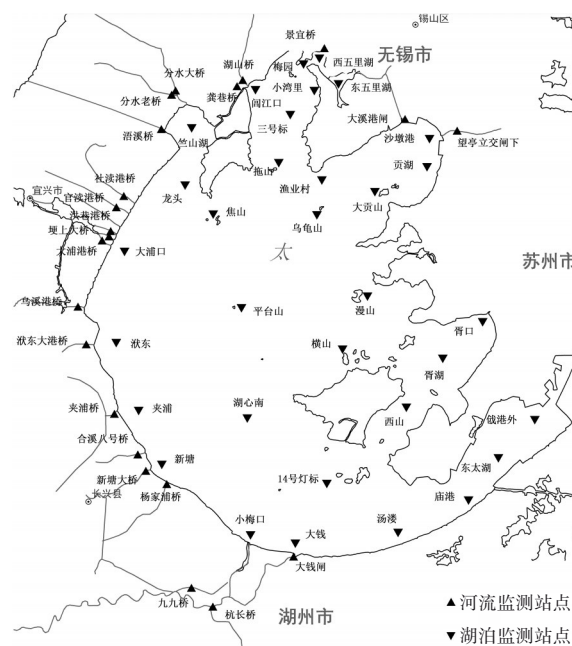 锡山区
景宜桥
无锡市
湖山桥
梅园
西五里湖
分水大桥
龚巷桥
闾江口
小湾里
东五里湖
分水老桥
三号标
大溪港闸
浯溪桥
竺山湖
沙墩港
望亭立交闸下
拖山
贡湖
社渎港桥
渔业村
宜兴市
官渎港桥
龙头
大贡山
洪巷港桥
焦山
乌龟山
埂上大桥
太
大浦港桥
大浦口
苏州市
乌溪港桥
平台山
漫山
胥口
洑东大港桥
洑东
横山
胥湖
夹浦桥
夹浦
湖心南
西山
戗港外
合溪八号桥
新塘
东太湖
新塘大桥
14号灯标
长兴县
杨家浦桥
庙港
小梅口
大钱
汤溇
大钱闸
九九桥
杭长桥
湖州市
▲河流监测站点
▼湖泊监测站点